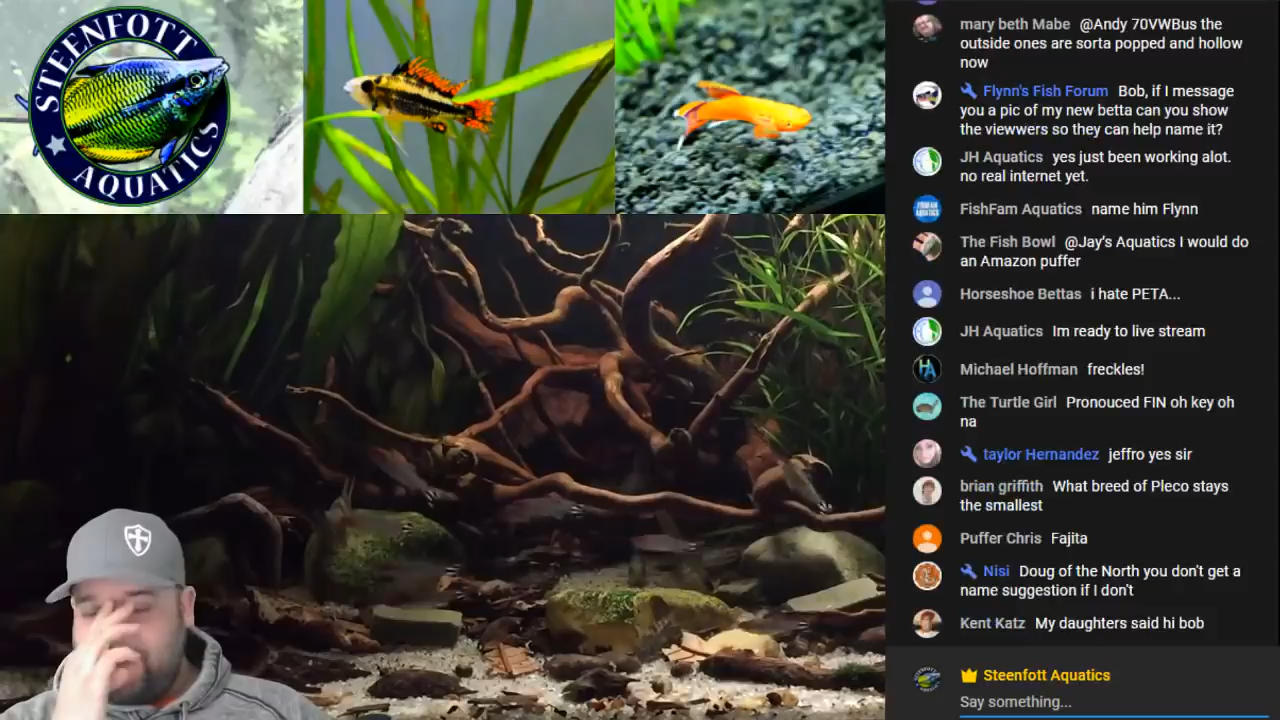 STEENFOTT
AQUATICS
mary beth Mabe @Andy 70VWBus the
outside ones are sorta popped and hollow
now
Flynn's Fish Forum Bob, if I message
you a pic of my new betta can you show
the viewwers so they can help name it?
JH Aquatics yes just been working alot.
no real internet yet.
FishFam Aquatics name him Flynn
The Fish Bowl @Jay's Aquatics I would do
an Amazon puffer
Horseshoe Bettas i hate PETA...
JH Aquatics Im ready to live stream
Michael Hoffman freckles!
The Turtle Girl Pronouced FIN oh key oh
na
taylor Hernandez jeffro yes sir
brian griffith What breed of Pleco stays
the smallest
Puffer Chris Fajita
Nisi Doug of the North you don't get a
name suggestion if I don't
Kent Katz My daughters said hi bob
Steenfott Aquatics
Say something...